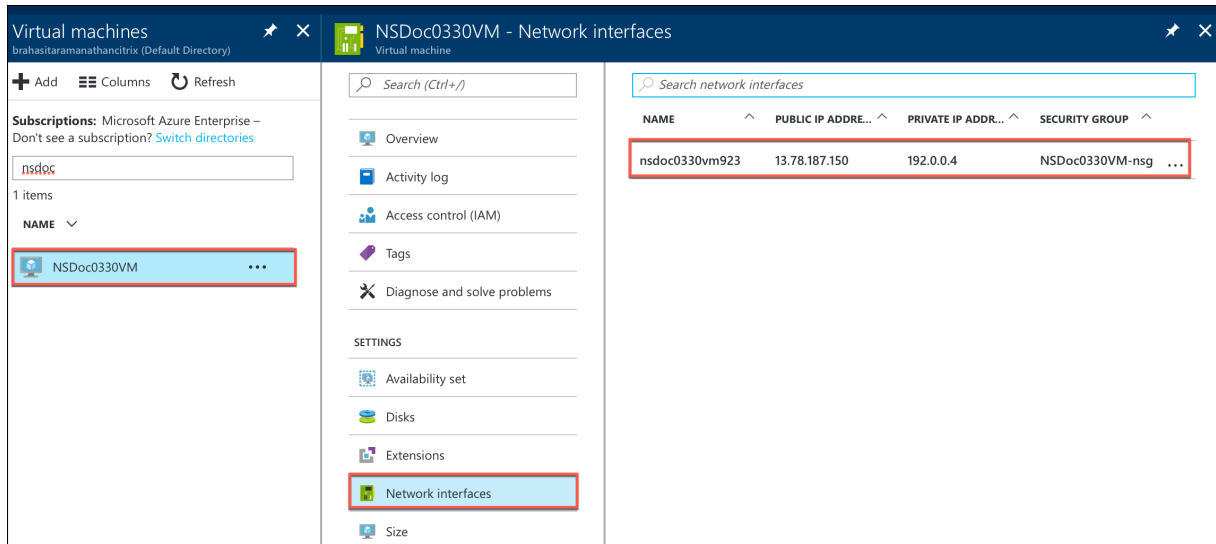 Virtual machines
brahasitaramanathancitrix (Default Directory)
Add Columns Refresh
Subscriptions: Microsoft Azure Enterprise –
Don't see a subscription? Switch directories
nsdoc
1 items
NAME
NSDoc0330VM
NSDoc0330VM - Network interfaces
Virtual machine
Search (Ctrl+/)
Overview
Activity log
Access control (IAM)
Tags
Diagnose and solve problems
SETTINGS
Availability set
Disks
Extensions
Network interfaces
Size
Search network interfaces
NAME PUBLIC IP ADDRE... PRIVATE IP ADDR... SECURITY GROUP
nsdoc0330vm923 13.78.187.150 192.0.0.4 NSDoc0330VM-nsg ...